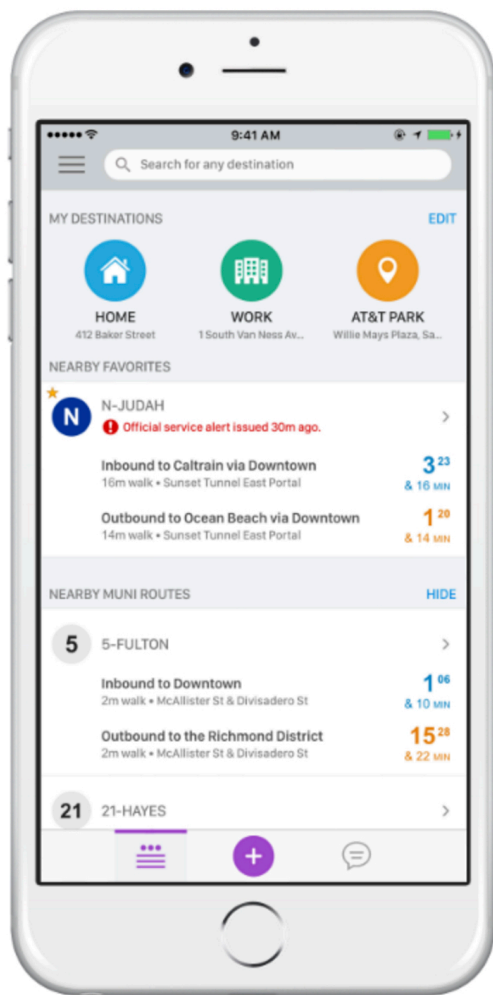 9:41 AM
Search for any destination
MY DESTINATIONS EDIT
HOME WORK AT&T PARK
412 Baker Street 1 South Van Ness Av... Willie Mays Plaza, Sa...
NEARBY FAVORITES
N N-JUDAH
Official service alert issued 30m ago.
Inbound to Caltrain via Downtown 3 23
16m walk • Sunset Tunnel East Portal & 16 MIN
Outbound to Ocean Beach via Downtown 1 20
14m walk • Sunset Tunnel East Portal & 14 MIN
NEARBY MUNI ROUTES HIDE
5 5-FULTON
Inbound to Downtown 1 06
2m walk • McAllister St & Divisadero St & 10 MIN
Outbound to the Richmond District 15 28
2m walk • McAllister St & Divisadero St & 22 MIN
21 21-HAYES